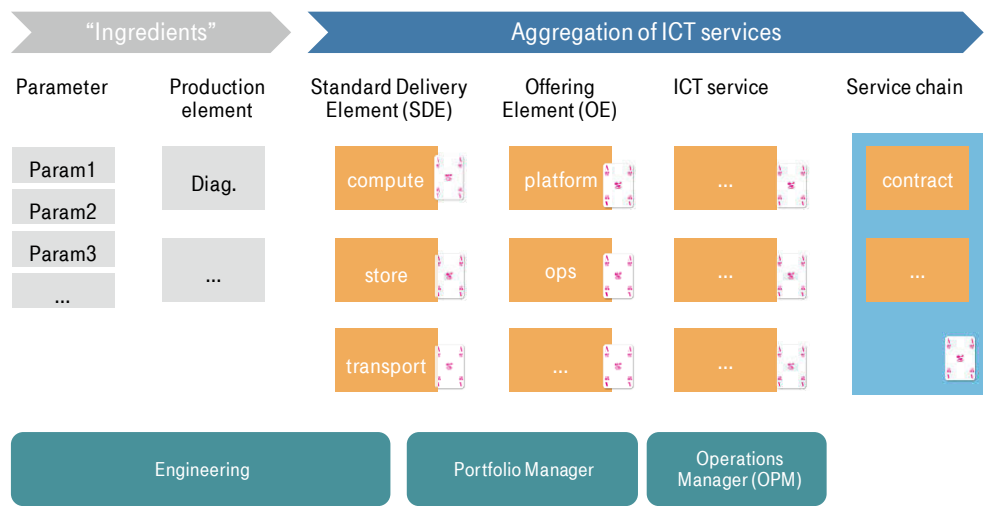 “Ingredients”
Aggregation of ICT services
Parameter
Production
element
Standard Delivery
Element (SDE)
Offering
Element (OE)
ICT service
Service chain
Param1
Param2
Param3
...
Diag.
...
compute
store
transport
platform
ops
...
...
...
...
contract
...
Engineering
Portfolio Manager
Operations
Manager (OPM)